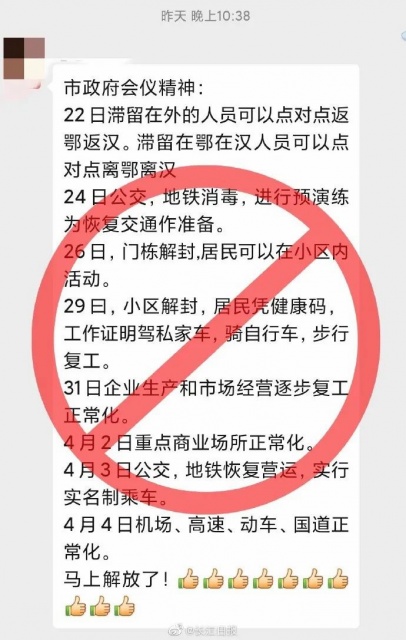 昨天 晚上10:38
市政府会仪精神：
22日滞留在外的人员可以点对点返
鄂返汉。滞留在鄂在汉人员可以点
对点离鄂离汉
24日公交，地铁消毒，进行预演练
为恢复交通作准备。
26日，门栋解封,居民可以在小区内
活动。
29曰，小区解封，居民凭健康码，
工作证明驾私家车，骑自行车，步行
复工。
31日企业生产和市场经营逐步复工
正常化。
4月2日重点商业场所正常化。
4月3日公交，地铁恢复营运，实行
实名制乘车。
4月4日机场、高速、动车、国道正
常化。
马上解放了！👍👍👍👍👍👍👍
👍👍👍
@长江日报